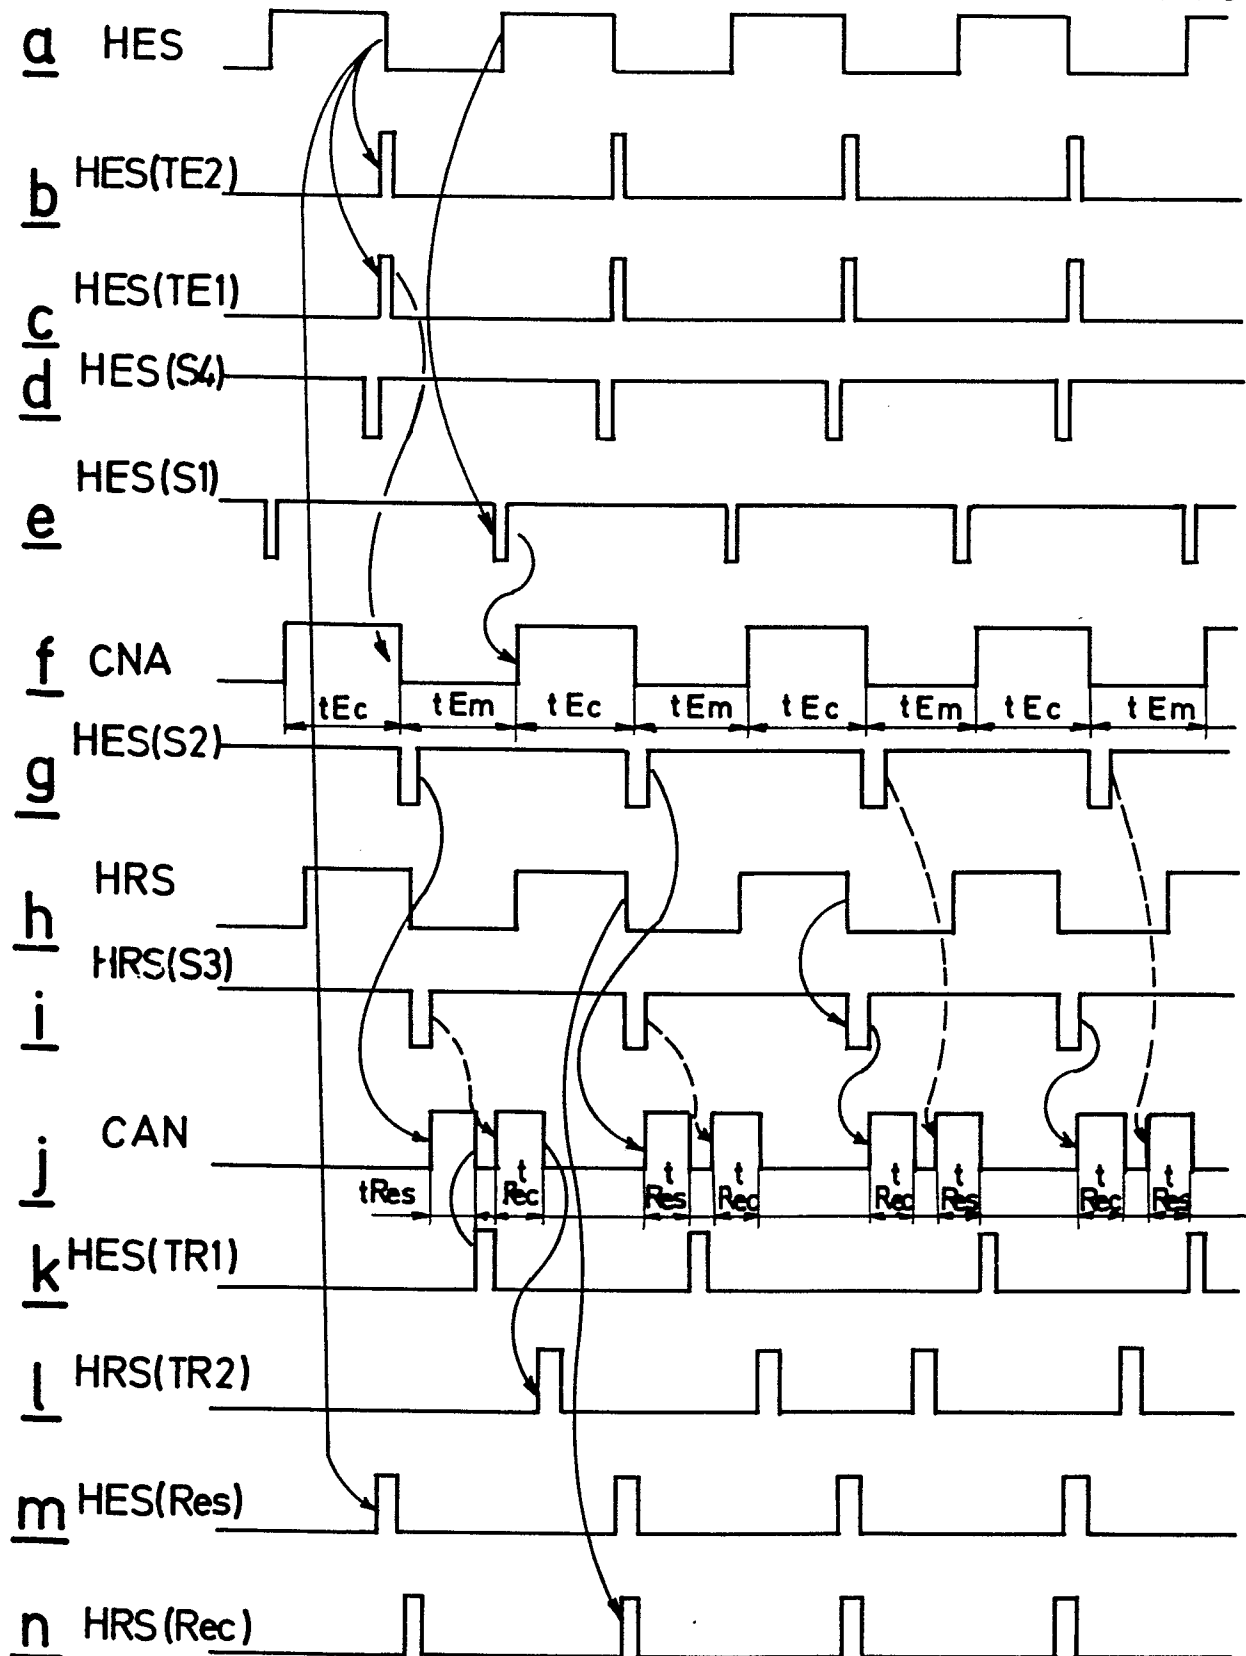 a HES
b HES(TE2)
c HES(TE1)
d HES(S4)
e HES(S1)
f CNA
tEc tEm tEc tEm tEc tEm tEc tEm
g HES(S2)
h HRS
i HRS(S3)
j CAN
tRes t Rec t Res t Rec t Rec t Res t Rec t Res
k HES(TR1)
l HRS(TR2)
m HES(Res)
n HRS(Rec)